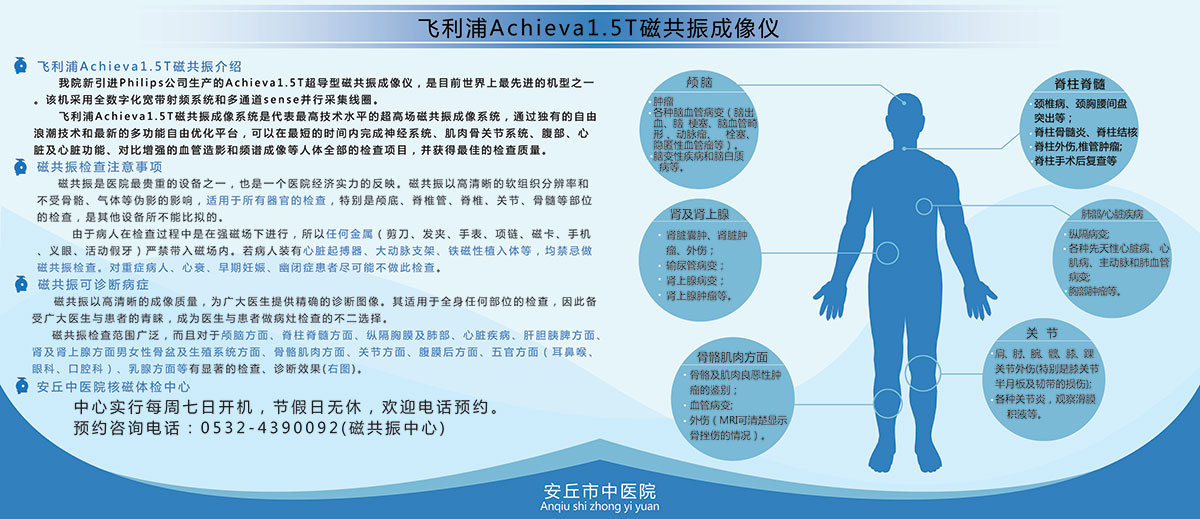 飞利浦Achieva1.5T磁共振成像仪
飞利浦Achieva1.5T磁共振介绍
我院新引进Philips公司生产的Achieva1.5T超导型磁共振成像仪，是目前世界上最先进的机型之一
。该机采用全数字化宽带射频系统和多通道sense并行采集线圈。
飞利浦Achieva1.5T磁共振成像系统是代表最高技术水平的超高场磁共振成像系统，通过独有的自由
浪潮技术和最新的多功能自由优化平台，可以在最短的时间内完成神经系统、肌肉骨关节系统、腹部、心
脏及心脏功能、对比增强的血管造影和频谱成像等人体全部的检查项目，并获得最佳的检查质量。
磁共振检查注意事项
磁共振是医院最贵重的设备之一，也是一个医院经济实力的反映。磁共振以高清晰的软组织分辨率和
不受骨骼、气体等伪影的影响，适用于所有器官的检查，特别是颅底、脊椎管、脊椎、关节、骨髓等部位
的检查，是其他设备所不能比拟的。
由于病人在检查过程中是在强磁场下进行，所以任何金属（剪刀、发夹、手表、项链、磁卡、手机
、义眼、活动假牙）严禁带入磁场内。若病人装有心脏起搏器、大动脉支架、铁磁性植入体等，均禁忌做
磁共振检查。对重症病人、心衰、早期妊娠、幽闭症患者尽可能不做此检查。
磁共振可诊断病症
磁共振以高清晰的成像质量，为广大医生提供精确的诊断图像。其适用于全身任何部位的检查，因此备
受广大医生与患者的青睐，成为医生与患者做病灶检查的不二选择。
磁共振检查范围广泛，而且对于颅脑方面、脊柱脊髓方面、纵隔胸膜及肺部、心脏疾病、肝胆胰脾方面、
肾及肾上腺方面男女性骨盆及生殖系统方面、骨骼肌肉方面、关节方面、腹膜后方面、五官方面（耳鼻喉、
眼科、口腔科）、乳腺方面等有显著的检查、诊断效果(右图)。
安丘中医院核磁体检中心
中心实行每周七日开机，节假日无休，欢迎电话预约。
预约咨询电话：0532-4390092(磁共振中心)
颅脑
·肿瘤
·各种脑血管病变（脑出
血、脑 梗塞、脑血管畸
形 、动脉瘤、 栓塞、
隐匿性血管瘤等）。
·脑变性疾病和脑白质
病等。
肾及肾上腺
· 肾脏囊肿、肾脏肿
瘤、外伤；
· 输尿管病变；
· 肾上腺病变；
· 肾上腺肿瘤等。
骨骼肌肉方面
· 骨骼及肌肉良恶性肿
瘤的鉴别；
· 血管病变;
· 外伤（MRI可清楚显示
骨挫伤的情况）。
脊柱脊髓
· 颈椎病、颈胸腰间盘
突出等；
· 脊柱骨髓炎、脊柱结核
· 脊柱外伤,椎管肿瘤;
· 脊柱手术后复查等
肺部/心脏疾病
· 纵隔病变;
· 各种先天性心脏病、心
肌病、主动脉和肺血管
病变;
· 胸部肿瘤等。
关 节
· 肩、肘、腕、髋、膝、踝
关节外伤(特别是膝关节
半月板及韧带的损伤);
· 各种关节炎，观察滑膜
积液等。
安丘市中医院
Anqiu shi zhong yi yuan